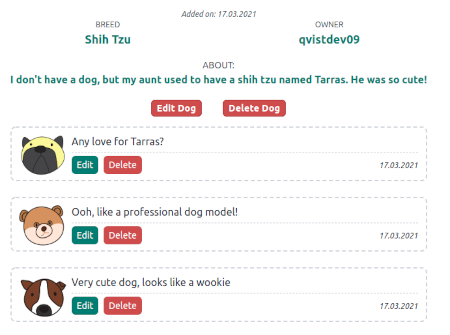 Added on: 17.03.2021
BREED
Shih Tzu
OWNER
qvistdev09
ABOUT:
I don't have a dog, but my aunt used to have a shih tzu named Tarras. He was so cute!
Edit Dog
Delete Dog
Any love for Tarras?
Edit Delete 17.03.2021
Ooh, like a professional dog model!
Edit Delete 17.03.2021
Very cute dog, looks like a wookie
Edit Delete 17.03.2021